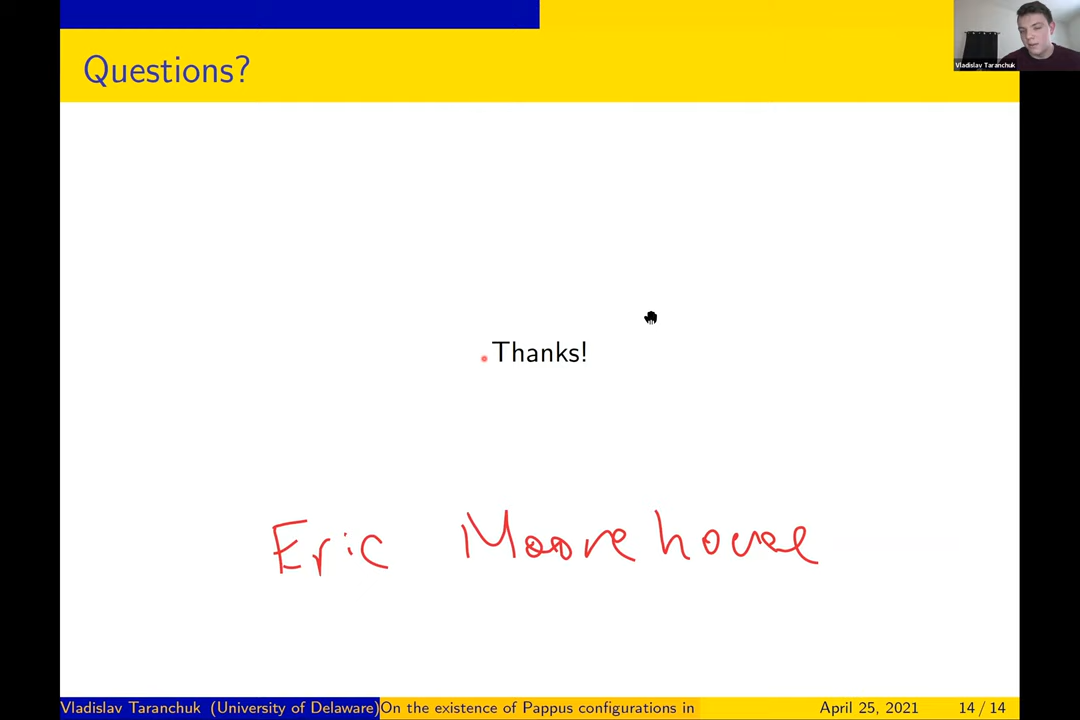 Questions?
Vladislav Taranchuk
Thanks!
Eric Moorehouse
Vladislav Taranchuk (University of Delaware) On the existence of Pappus configurations in April 25, 2021 14 / 14